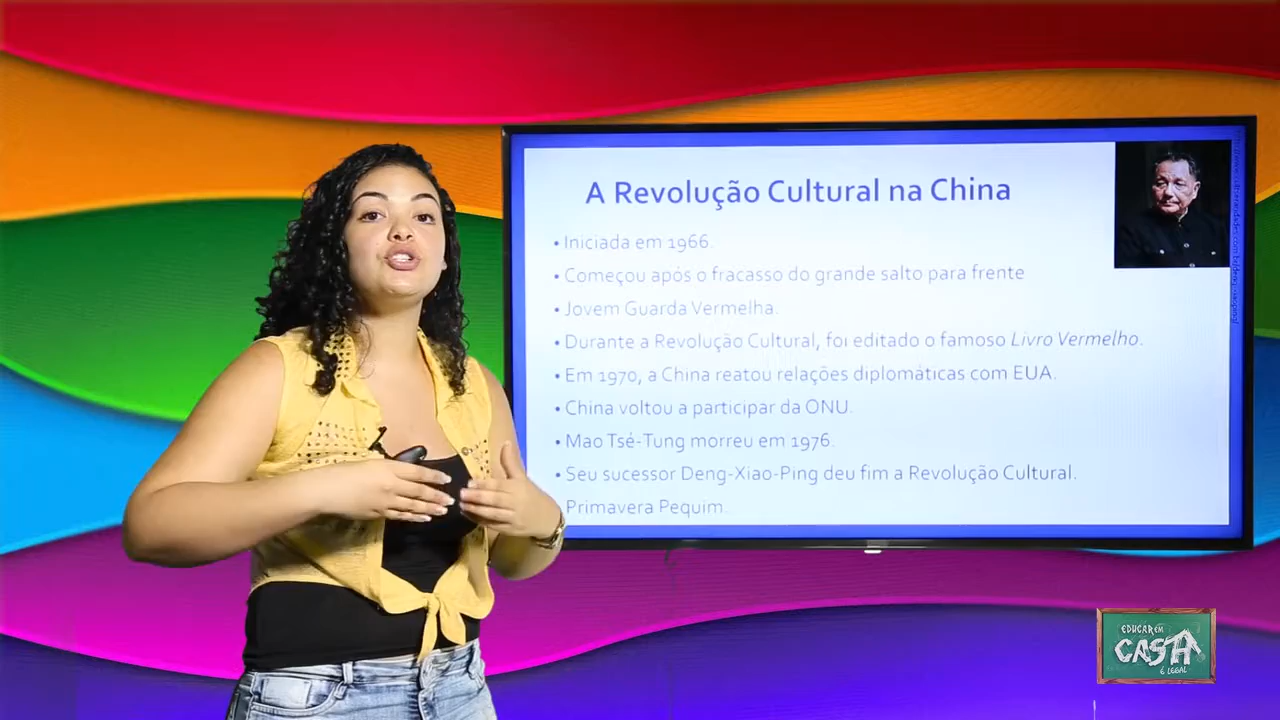 A Revolução Cultural na China
• Iniciada em 1966.
• Começou após o fracasso do grande salto para frente
• Jovem Guarda Vermelha.
• Durante a Revolução Cultural, foi editado o famoso Livro Vermelho.
• Em 1970, a China reatou relações diplomáticas com EUA.
• China voltou a participar da ONU.
• Mao Tsé-Tung morreu em 1976.
• Seu sucessor Deng-Xiao-Ping deu fim a Revolução Cultural.
Primavera Pequim.
EDUCAR EM
CASA
É LEGAL